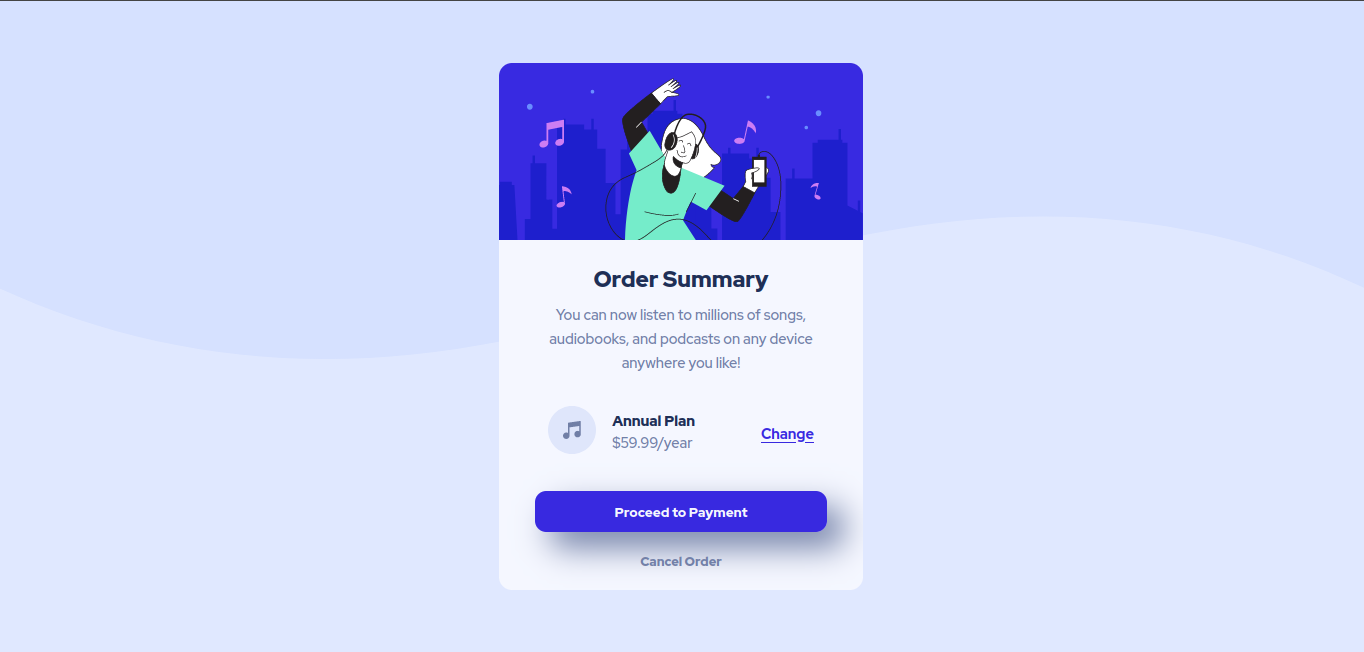 Order Summary
You can now listen to millions of songs,
audiobooks, and podcasts on any device
anywhere you like!
Annual Plan
$59.99/year
Change
Proceed to Payment
Cancel Order